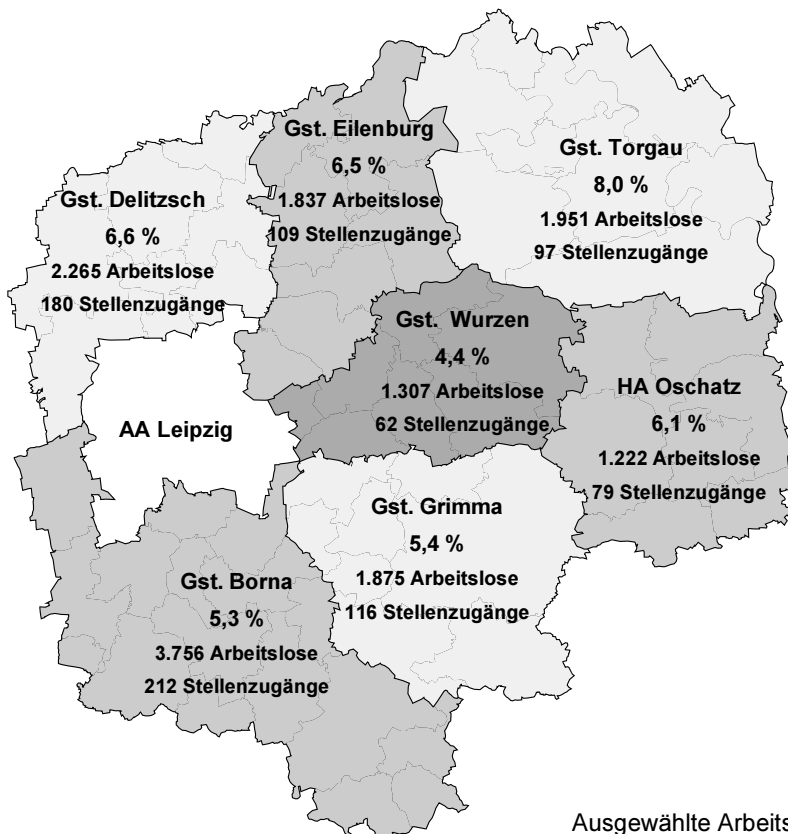 Gst. Eilenburg
6,5 %
1.837 Arbeitslose
109 Stellenzugänge
Gst. Torgau
8,0 %
1.951 Arbeitslose
97 Stellenzugänge
Gst. Delitzsch
6,6 %
2.265 Arbeitslose
180 Stellenzugänge
Gst. Wurzen
4,4 %
1.307 Arbeitslose
62 Stellenzugänge
HA Oschatz
6,1 %
1.222 Arbeitslose
79 Stellenzugänge
AA Leipzig
Gst. Grimma
5,4 %
1.875 Arbeitslose
116 Stellenzugänge
Gst. Borna
5,3 %
3.756 Arbeitslose
212 Stellenzugänge
Ausgewählte Arbeits